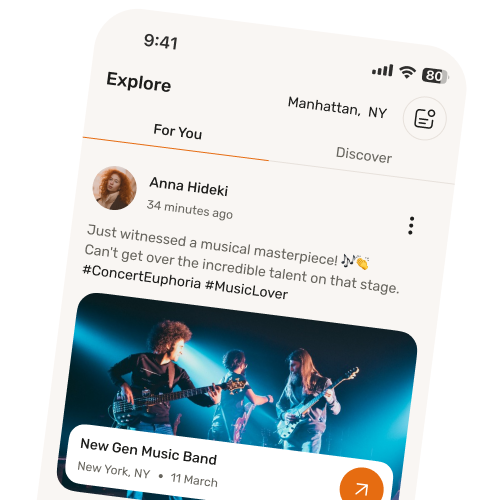 9:41
80
Explore
Manhattan, NY
For You
Discover
Anna Hideki
34 minutes ago
Just witnessed a musical masterpiece! 🎶👏
Can't get over the incredible talent on that stage.
#ConcertEuphoria #MusicLover
New Gen Music Band
New York, NY • 11 March